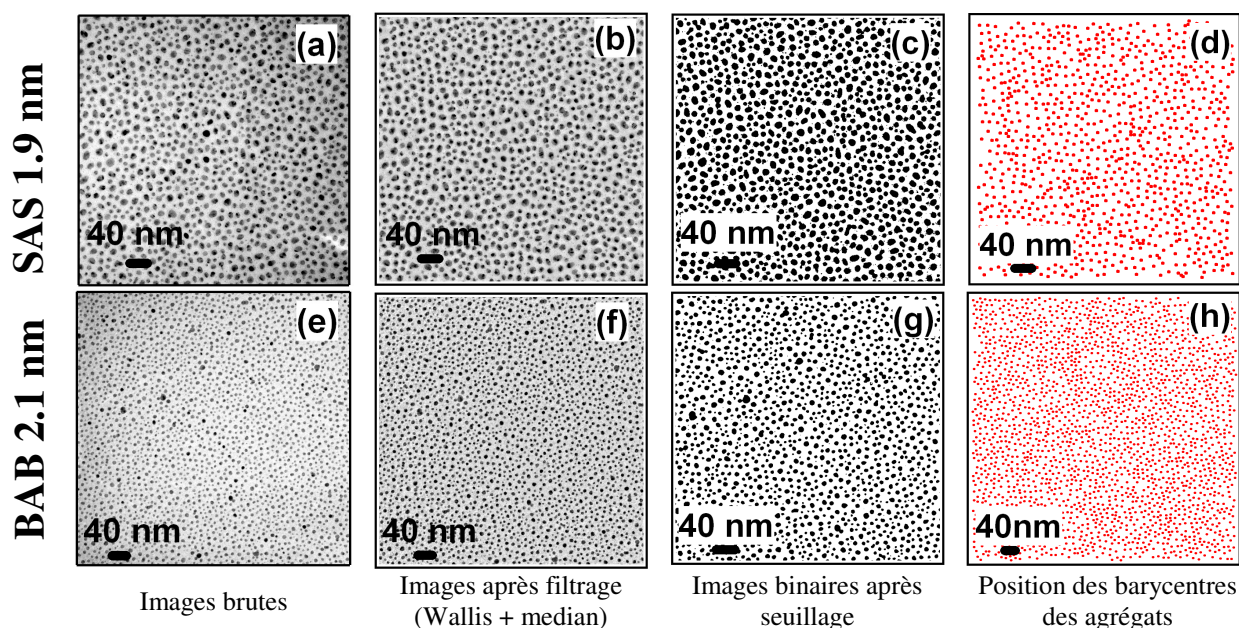 SAS 1.9 nm
(a)
(b)
(c)
(d)
40 nm
40 nm
40 nm
40 nm
BAB 2.1 nm
(e)
(f)
(g)
(h)
40 nm
40 nm
40 nm
40nm
Images brutes
Images après filtrage
(Wallis + median)
Images binaires après
seuillage
Position des barycentres
des agrégats